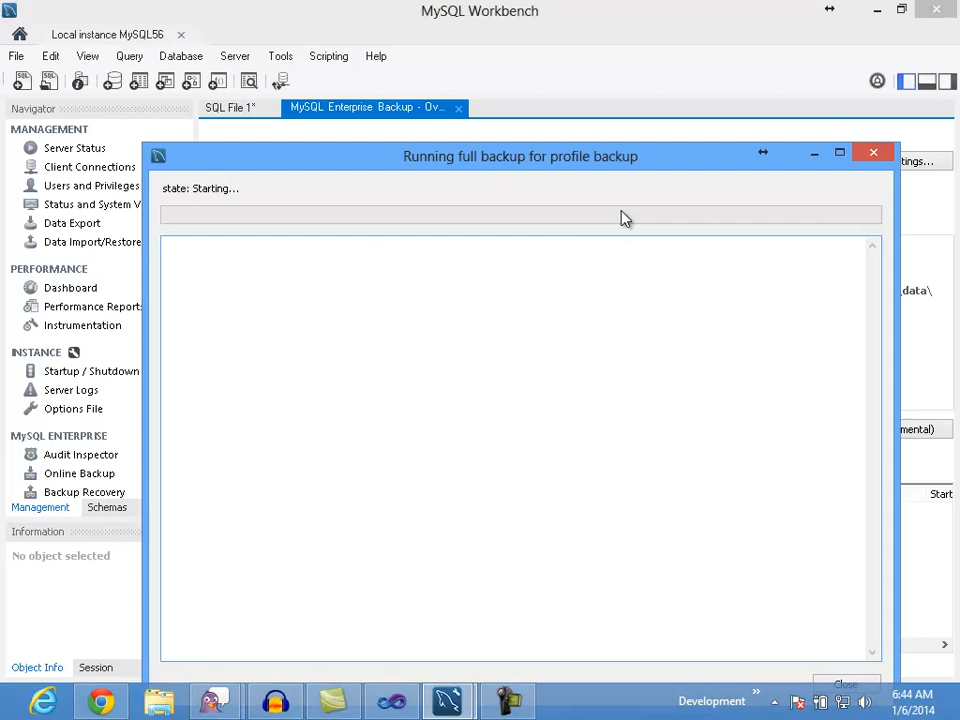 MySQL Workbench
Local instance MySQL56
File Edit View Query Database Server Tools Scripting Help
Navigator
SQL File 1*
MySQL Enterprise Backup - Ov...
MANAGEMENT
Server Status
Client Connections
Users and Privileges
Status and System V
Data Export
Data Import/Restore
PERFORMANCE
Dashboard
Performance Reports
Instrumentation
INSTANCE
Startup / Shutdown
Server Logs
Options File
MySQL ENTERPRISE
Audit Inspector
Online Backup
Backup Recovery
Management Schemas
Information
No object selected
Object Info Session
Running full backup for profile backup
state: Starting...
Close
tings...
data\
mental)
Start
Development
6:44 AM
1/6/2014